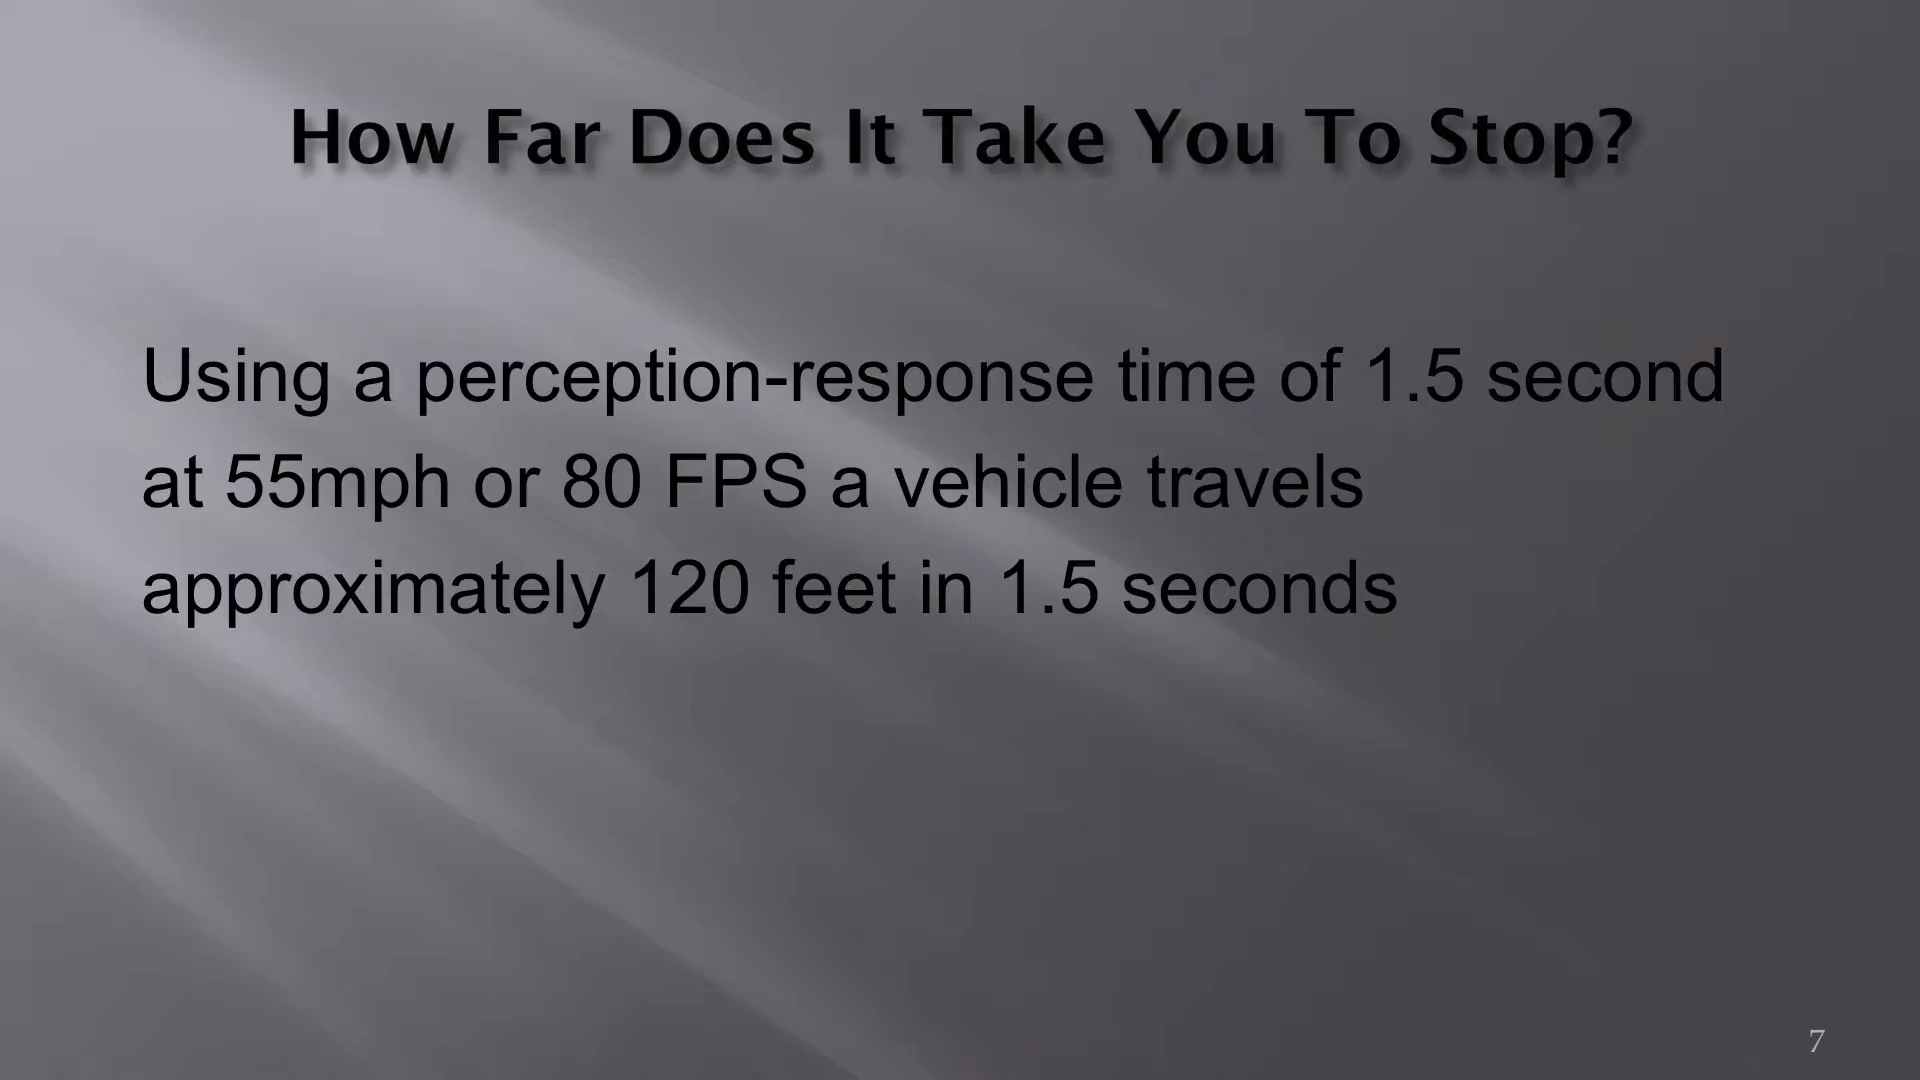 How Far Does It Take You To Stop?
Using a perception-response time of 1.5 second
at 55mph or 80 FPS a vehicle travels
approximately 120 feet in 1.5 seconds
7